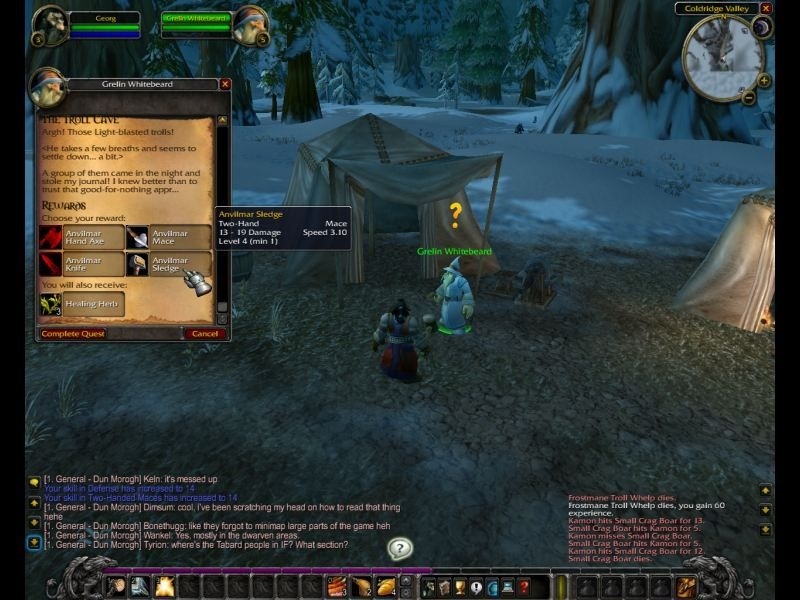 Georg
Grelin Whitebeard
5
5
Coldridge Valley
N
Grelin Whitebeard
THE TROLL CAVE
Argh! Those Light-blasted trolls!
<He takes a few breaths and seems to
settle down... a bit.>
A group of them came in the night and
stole my journal! I knew better than to
trust that good-for-nothing appr...
REWARDS
Choose your reward:
Anvilmar
Hand Axe
Anvilmar
Mace
Anvilmar
Knife
Anvilmar
Sledge
You will also receive:
3
Healing Herb
Complete Quest
Cancel
Anvilmar Sledge
Two-Hand Mace
13 - 19 Damage Speed 3.10
Level 4 (min 1)
?
Grelin Whitebeard
[1. General - Dun Morogh] Keln: it's messed up
Your skill in Defense has increased to 14
Your skill in Two-Handed Maces has increased to 14
[1. General - Dun Morogh] Dimsum: cool, i've been scratching my head on how to read that thing
hehe
[1. General - Dun Morogh] Bonethugg: like they forgot to minimap large parts of the game heh
[1. General - Dun Morogh] Wankel: Yes, mostly in the dwarven areas.
[1. General - Dun Morogh] Tyrion: where's the Tabard people in IF? What section?
Frostmane Troll Whelp dies.
Frostmane Troll Whelp dies, you gain 60
experience.
Kamon hits Small Crag Boar for 13.
Small Crag Boar hits Kamon for 5.
Kamon misses Small Crag Boar.
Small Crag Boar hits Kamon for 5.
Kamon hits Small Crag Boar for 12.
Small Crag Boar dies.
?
3
2
4
!
?